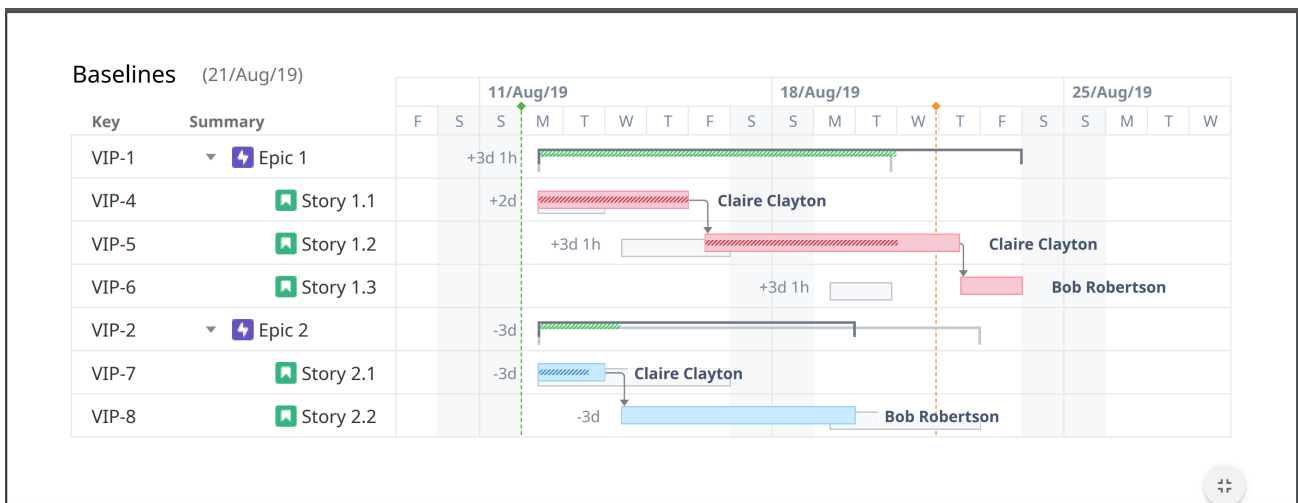 Baselines (21/Aug/19)
11/Aug/19 18/Aug/19 25/Aug/19
Key Summary F S S M T W T F S S M T W T F S S M T W
VIP-1 Epic 1 +3d 1h
VIP-4 Story 1.1 +2d Claire Clayton
VIP-5 Story 1.2 +3d 1h Claire Clayton
VIP-6 Story 1.3 +3d 1h Bob Robertson
VIP-2 Epic 2 -3d
VIP-7 Story 2.1 -3d Claire Clayton
VIP-8 Story 2.2 -3d Bob Robertson